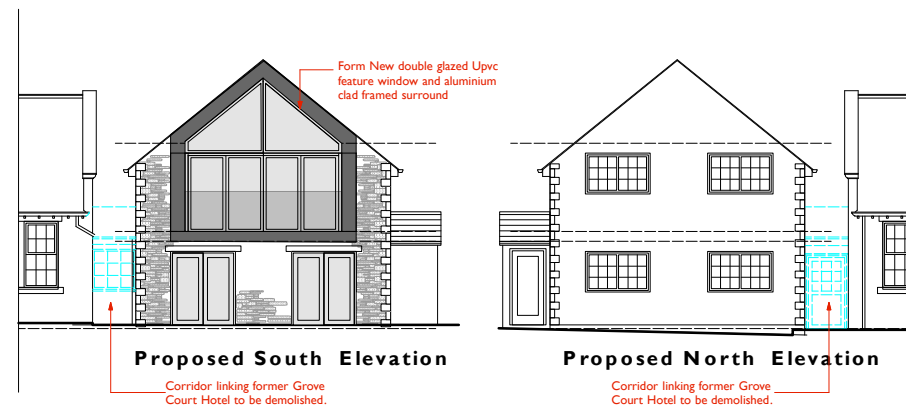 Form New double glazed Upvc
feature window and aluminium
clad framed surround
Proposed South Elevation
Proposed North Elevation
Corridor linking former Grove
Court Hotel to be demolished.
Corridor linking former Grove
Court Hotel to be demolished.